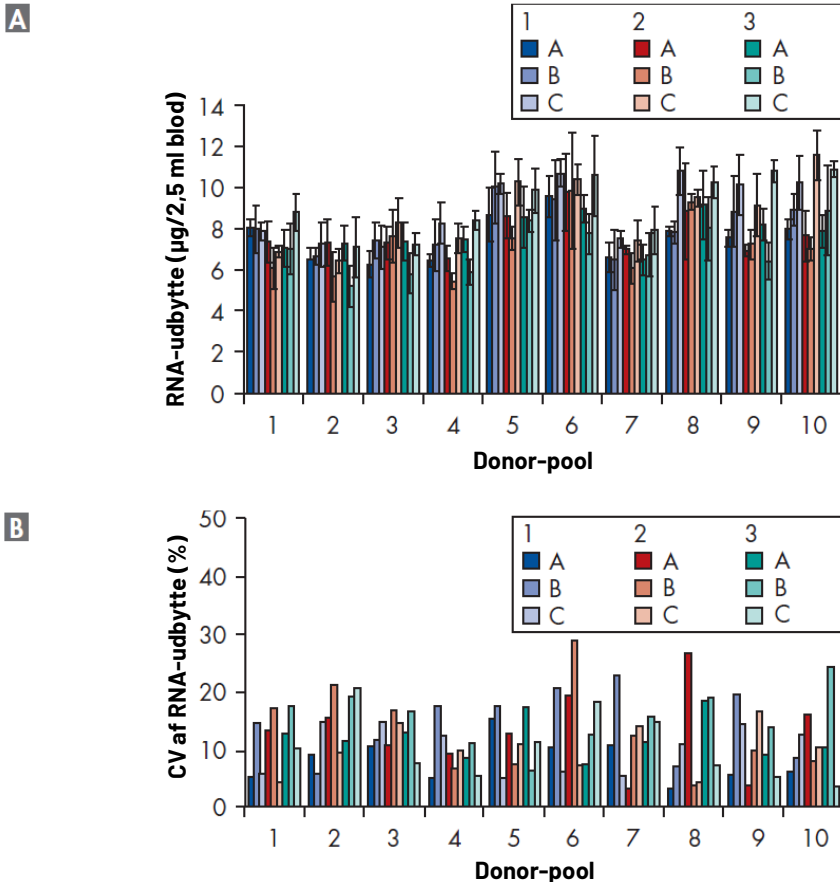 A
1 2 3
A A A
B B B
C C C
RNA-udbytte (µg/2,5 ml blod)
14
12
10
8
6
4
2
0
1 2 3 4 5 6 7 8 9 10
Donor-pool
B
1 2 3
A A A
B B B
C C C
CV af RNA-udbytte (%)
50
40
30
20
10
0
1 2 3 4 5 6 7 8 9 10
Donor-pool